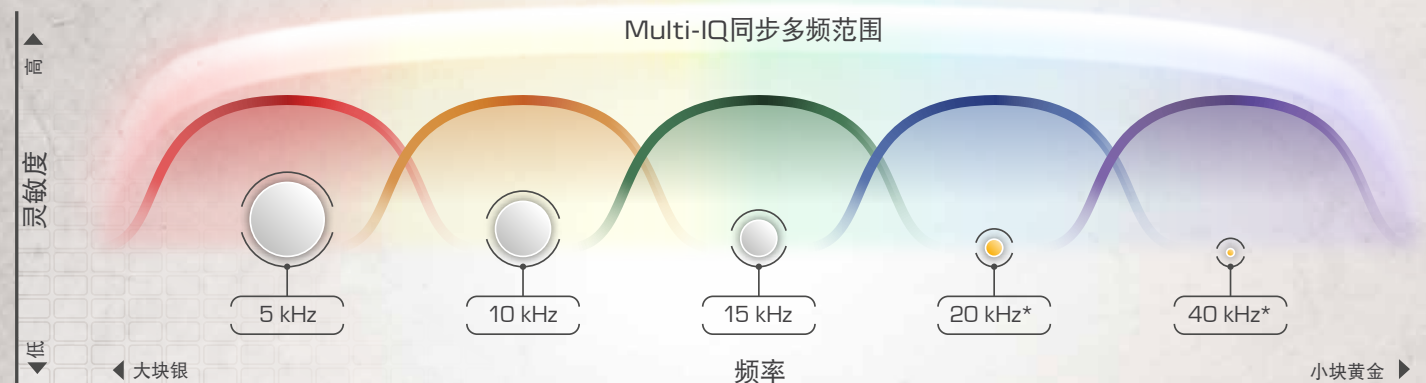 Multi-IQ同步多频范围
高
灵敏度
低
5 kHz
10 kHz
15 kHz
20 kHz*
40 kHz*
大块银
频率
小块黄金